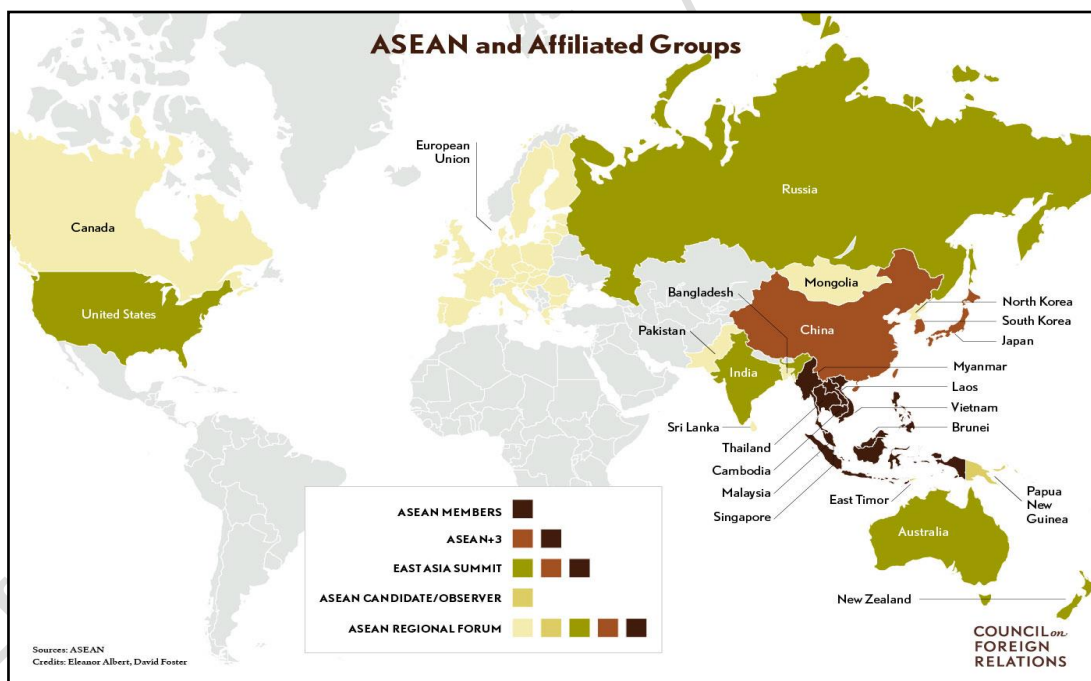 ASEAN and Affiliated Groups
European
Union
Russia
Canada
Mongolia
Bangladesh
North Korea
United States
South Korea
Pakistan
China
Japan
Myanmar
India
Laos
Vietnam
Sri Lanka
Brunei
Thailand
Cambodia
Malaysia
East Timor
Papua
New
Guinea
Singapore
Australia
New Zealand
ASEAN MEMBERS
ASEAN+3
EAST ASIA SUMMIT
ASEAN CANDIDATE/OBSERVER
ASEAN REGIONAL FORUM
Sources: ASEAN
Credits: Eleanor Albert, David Foster
COUNCIL on
FOREIGN
RELATIONS